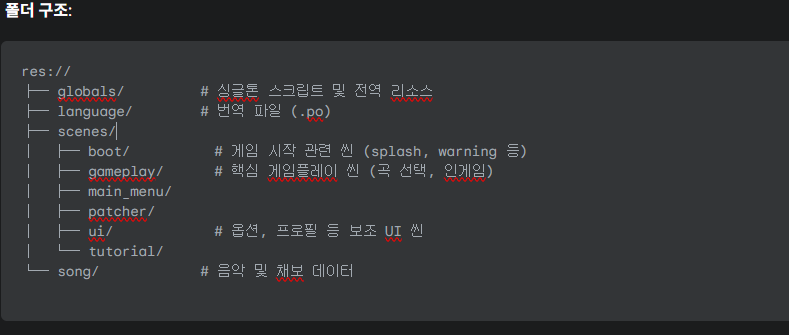 폴더 구조:
res://
├── globals/ # 싱글톤 스크립트 및 전역 리소스
├── language/ # 번역 파일 (.po)
├── scenes/
│ ├── boot/ # 게임 시작 관련 씬 (splash, warning 등)
│ ├── gameplay/ # 핵심 게임플레이 씬 (곡 선택, 인게임)
│ ├── main_menu/
│ ├── patcher/
│ ├── ui/ # 옵션, 프로필 등 보조 UI 씬
│ └── tutorial/
└── song/ # 음악 및 채보 데이터